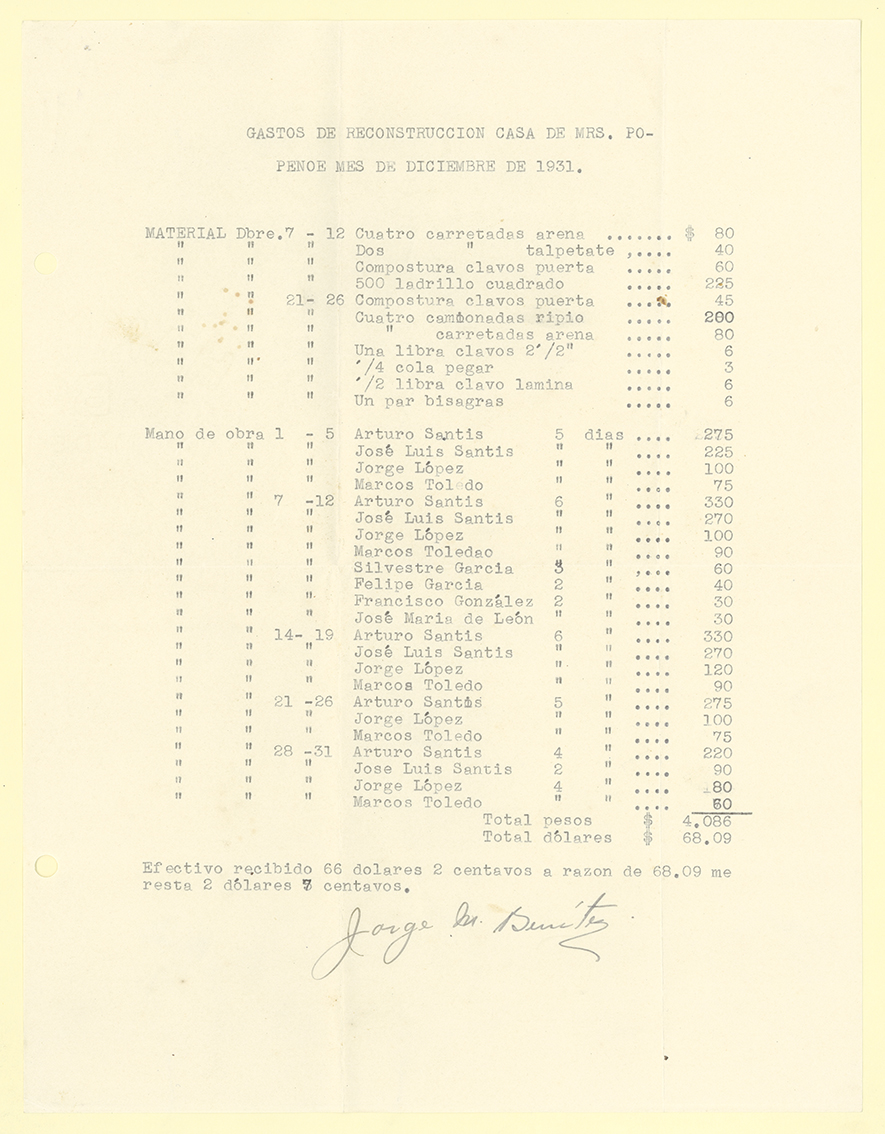 GASTOS DE RECONSTRUCCION CASA DE MRS. PO-
PENOE MES DE DICIEMBRE DE 1931.
MATERIAL Dbre.7 - 12 Cuatro carretadas arena ....... $ 80
" " " Dos " talpetate ,.... 40
" " " Compostura clavos puerta ..... 60
" " " 500 ladrillo cuadrado ..... 225
" " 21- 26 Compostura clavos puerta ..... 45
" " " Cuatro cambonadas ripio ..... 200
" " " " carretadas arena ..... 80
" " " Una libra clavos 2'/2" ..... 6
" " " '/4 cola pegar ..... 3
" " " '/2 libra clavo lamina ..... 6
" " " Un par bisagras ..... 6
Mano de obra 1 - 5 Arturo Santis 5 dias .... 275
" " " José Luis Santis " " .... 225
" " " Jorge López " " .... 100
" " " Marcos Toledo " " .... 75
" " 7 -12 Arturo Santis 6 " .... 330
" " " José Luis Santis " " .... 270
" " " Jorge López " " .... 100
" " " Marcos Toledao " " .... 90
" " " Silvestre Garcia 3 " ,... 60
" " " Felipe Garcia 2 " .... 40
" " " Francisco González 2 " .... 30
" " " José Maria de León " " .... 30
" " 14- 19 Arturo Santis 6 " .... 330
" " " José Luis Santis " " .... 270
" " " Jorge López " " .... 120
" " " Marcos Toledo " " .... 90
" " 21 -26 Arturo Santis 5 " .... 275
" " " Jorge López " " .... 100
" " " Marcos Toledo " " .... 75
" " 28 -31 Arturo Santis 4 " .... 220
" " " Jose Luis Santis 2 " .... 90
" " " Jorge López 4 " .... 80
" " " Marcos Toledo " " .... 60
Total pesos $ 4.086
Total dólares $ 68.09
Efectivo recibido 66 dolares 2 centavos a razon de 68.09 me
resta 2 dólares 7 centavos.
Jorge M. Benítez